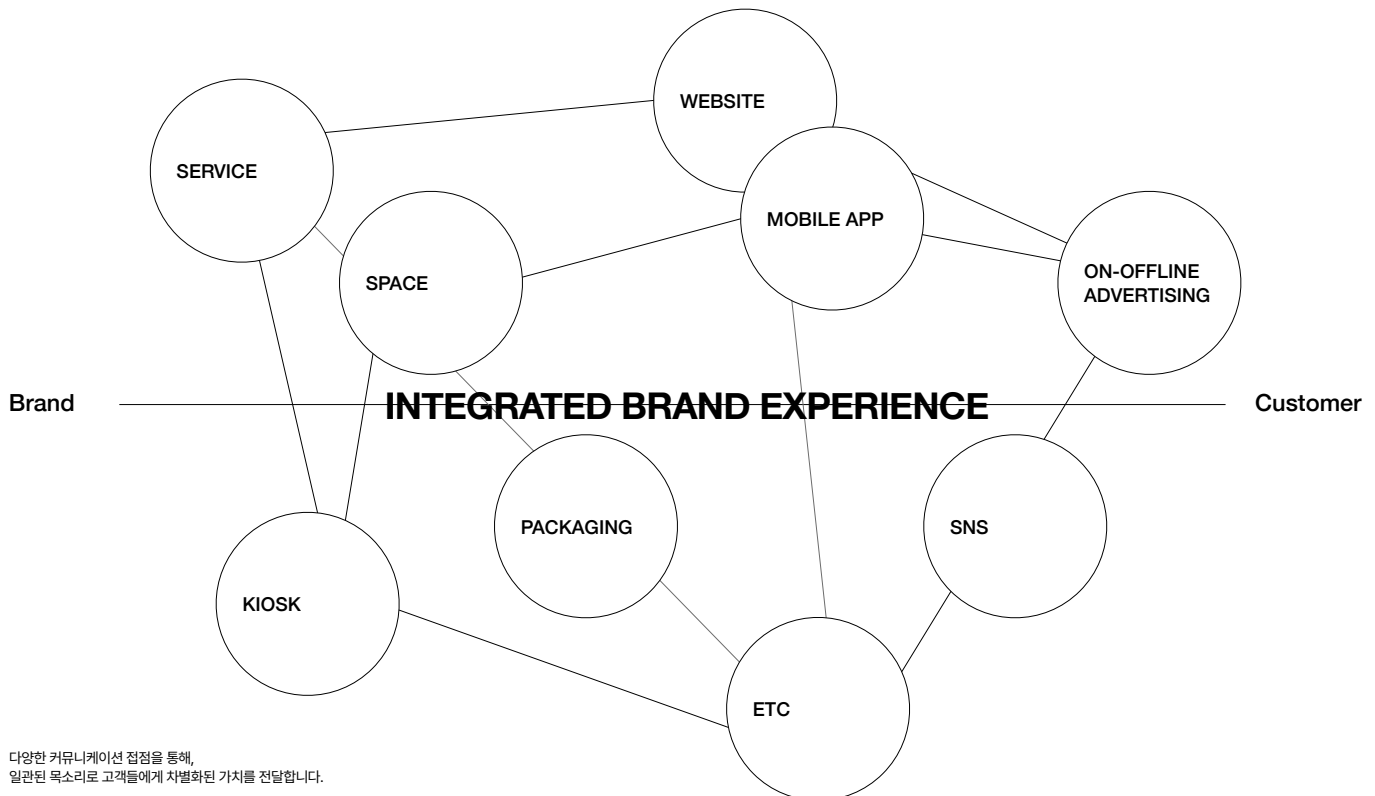 WEBSITE
SERVICE
MOBILE APP
SPACE
ON-OFFLINE
ADVERTISING
Brand
INTEGRATED BRAND EXPERIENCE
Customer
PACKAGING
SNS
KIOSK
ETC
다양한 커뮤니케이션 접점을 통해,
일관된 목소리로 고객들에게 차별화된 가치를 전달합니다.